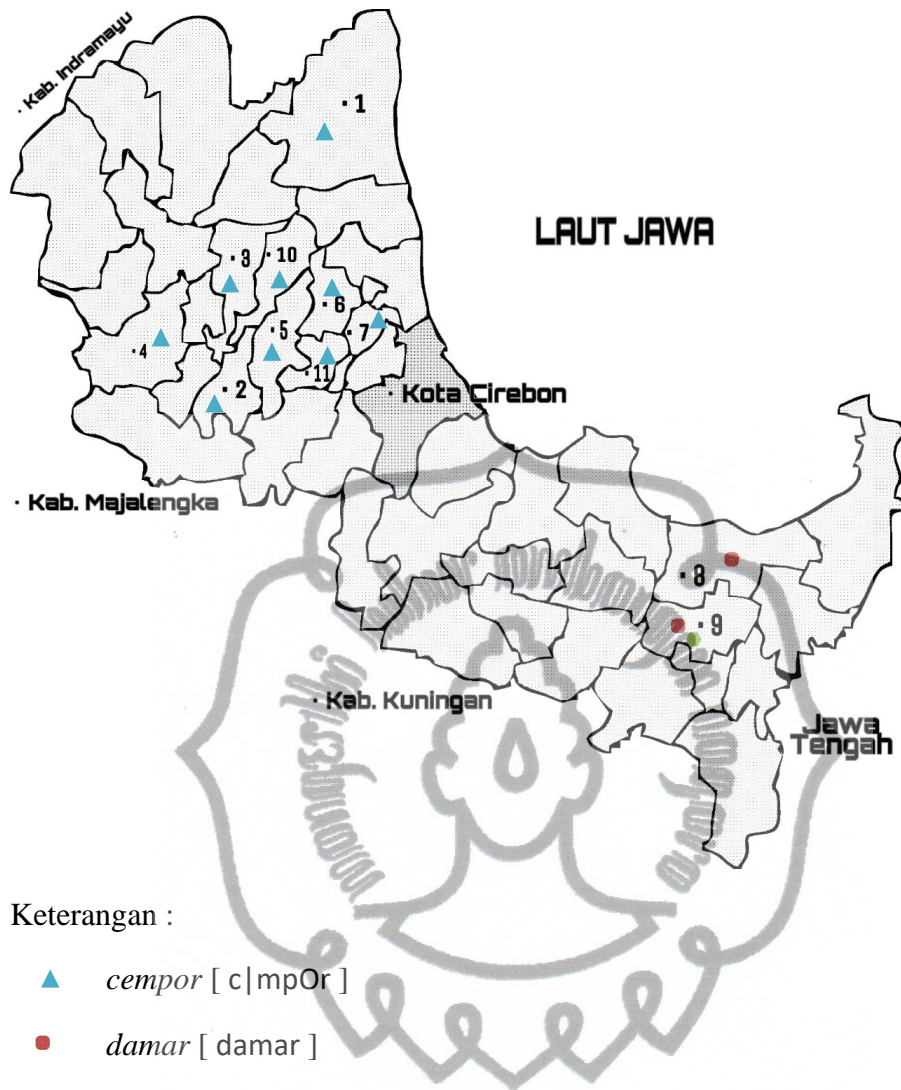 · Kab. Indramayu
· 1
LAUT JAWA
· 3
· 10
· 6
· 5
· 7
· 4
· 11
· 2
· Kota Cirebon
· Kab. Majalengka
· 8
· 9
· Kab. Kuningan
Jawa
Tengah
Keterangan :
cempor [ c|mpOr ]
damar [ damar ]